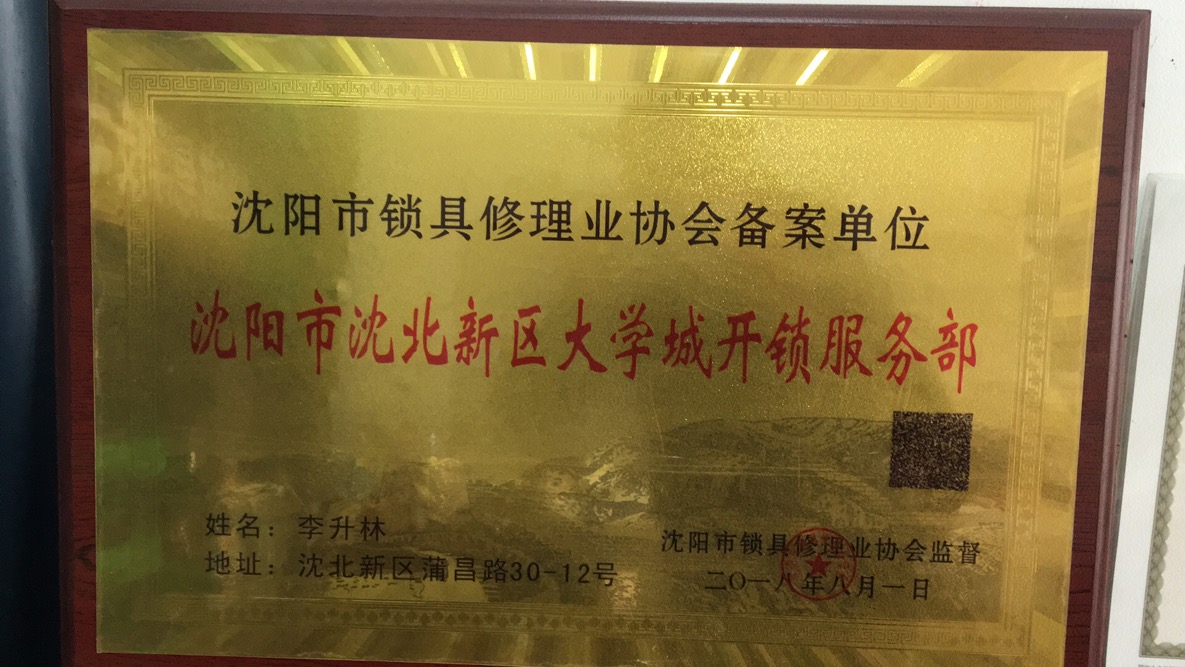 沈阳市锁具修理业协会备案单位
沈阳市沈北新区大学城开锁服务部
姓名：李升林
地址：沈北新区蒲昌路30-12号
沈阳市锁具修理业协会监督
二〇一八年八月一日